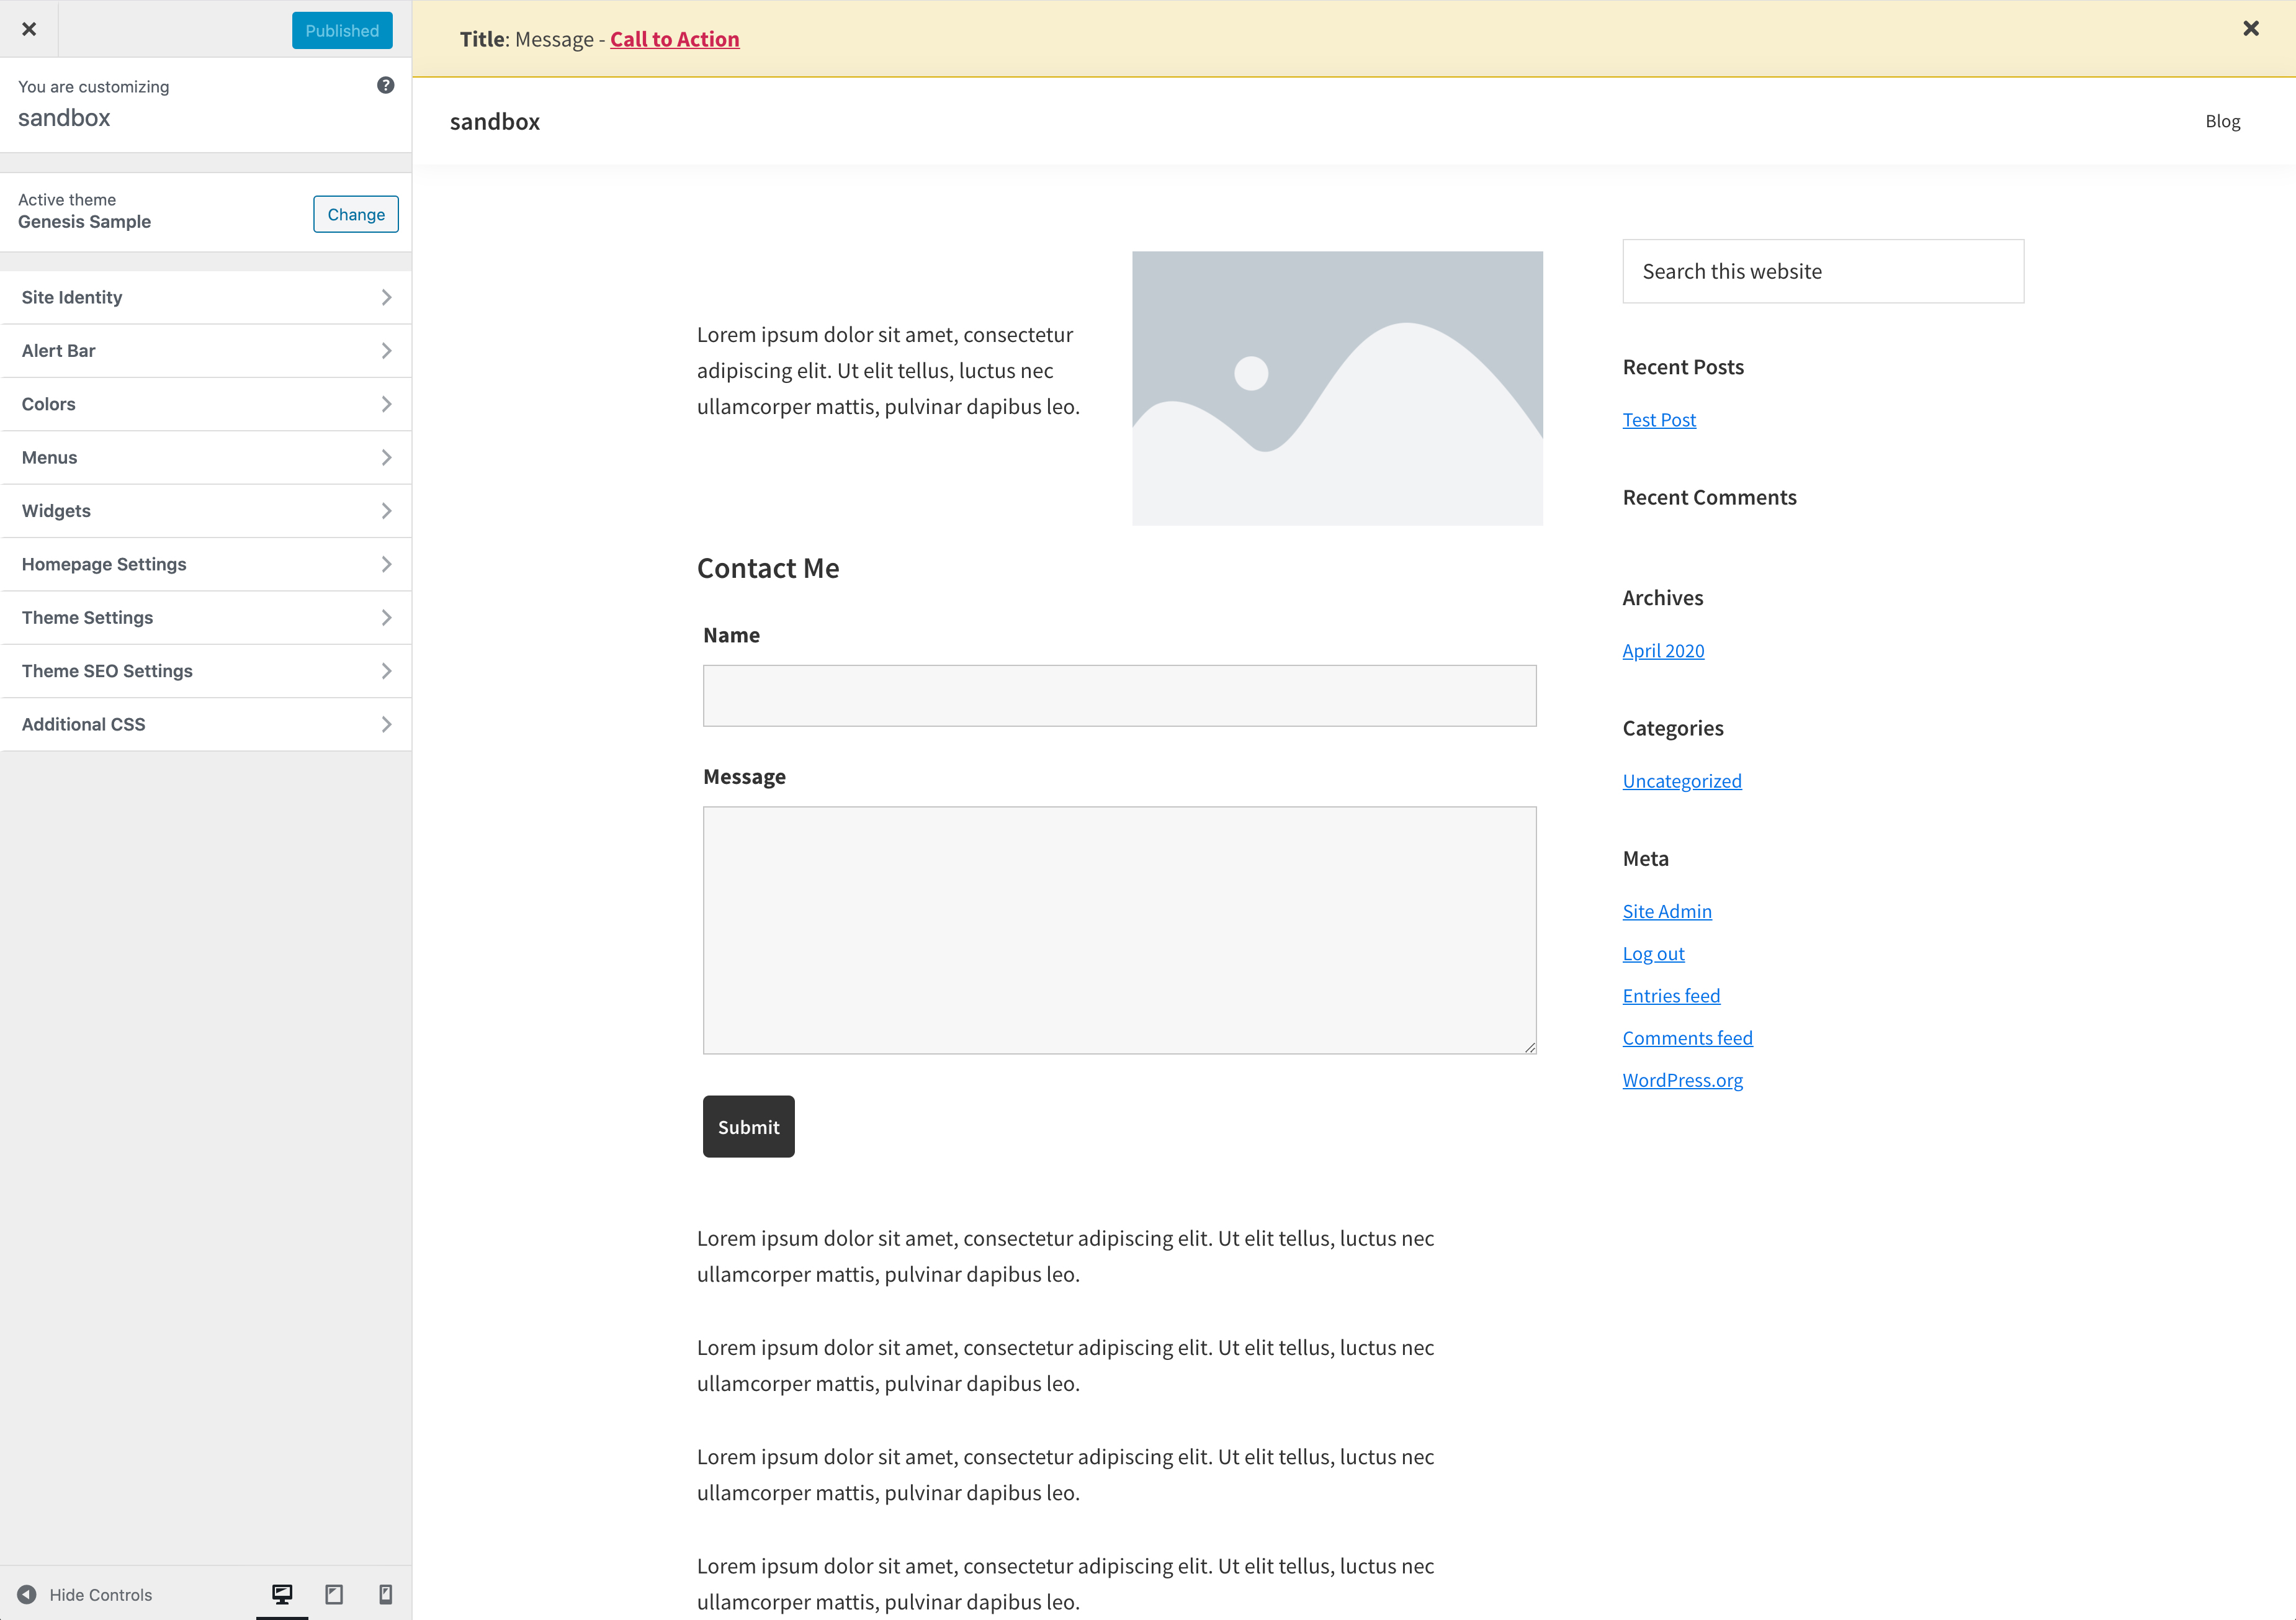 Published
You are customizing
sandbox
Active theme
Genesis Sample
Change
Site Identity
Alert Bar
Colors
Menus
Widgets
Homepage Settings
Theme Settings
Theme SEO Settings
Additional CSS
Hide Controls
Title: Message - Call to Action
sandbox
Blog
Lorem ipsum dolor sit amet, consectetur
adipiscing elit. Ut elit tellus, luctus nec
ullamcorper mattis, pulvinar dapibus leo.
Contact Me
Name
Message
Submit
Lorem ipsum dolor sit amet, consectetur adipiscing elit. Ut elit tellus, luctus nec
ullamcorper mattis, pulvinar dapibus leo.
Lorem ipsum dolor sit amet, consectetur adipiscing elit. Ut elit tellus, luctus nec
ullamcorper mattis, pulvinar dapibus leo.
Lorem ipsum dolor sit amet, consectetur adipiscing elit. Ut elit tellus, luctus nec
ullamcorper mattis, pulvinar dapibus leo.
Lorem ipsum dolor sit amet, consectetur adipiscing elit. Ut elit tellus, luctus nec
ullamcorper mattis, pulvinar dapibus leo.
Search this website
Recent Posts
Test Post
Recent Comments
Archives
April 2020
Categories
Uncategorized
Meta
Site Admin
Log out
Entries feed
Comments feed
WordPress.org